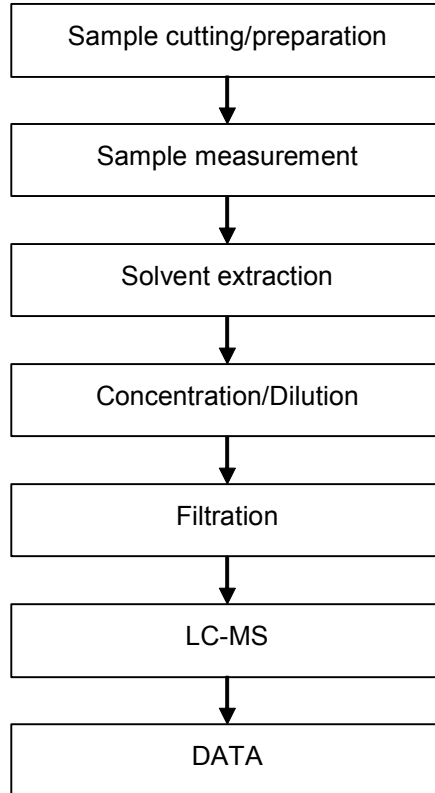 Sample cutting/preparation
Sample measurement
Solvent extraction
Concentration/Dilution
Filtration
LC-MS
DATA